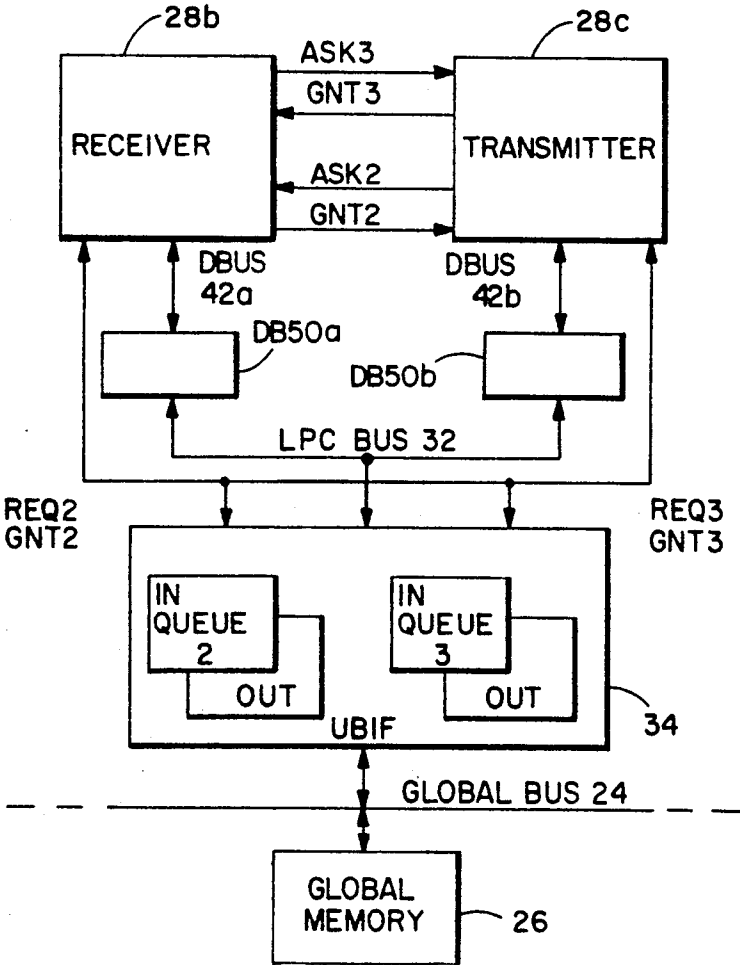 28b
28c
ASK3
GNT3
RECEIVER
TRANSMITTER
ASK2
GNT2
DBUS
42a
DBUS
42b
DB50a
DB50b
LPC BUS 32
REQ2
GNT2
REQ3
GNT3
IN
QUEUE
2
OUT
IN
QUEUE
3
OUT
UBIF
34
GLOBAL BUS 24
GLOBAL
MEMORY
26